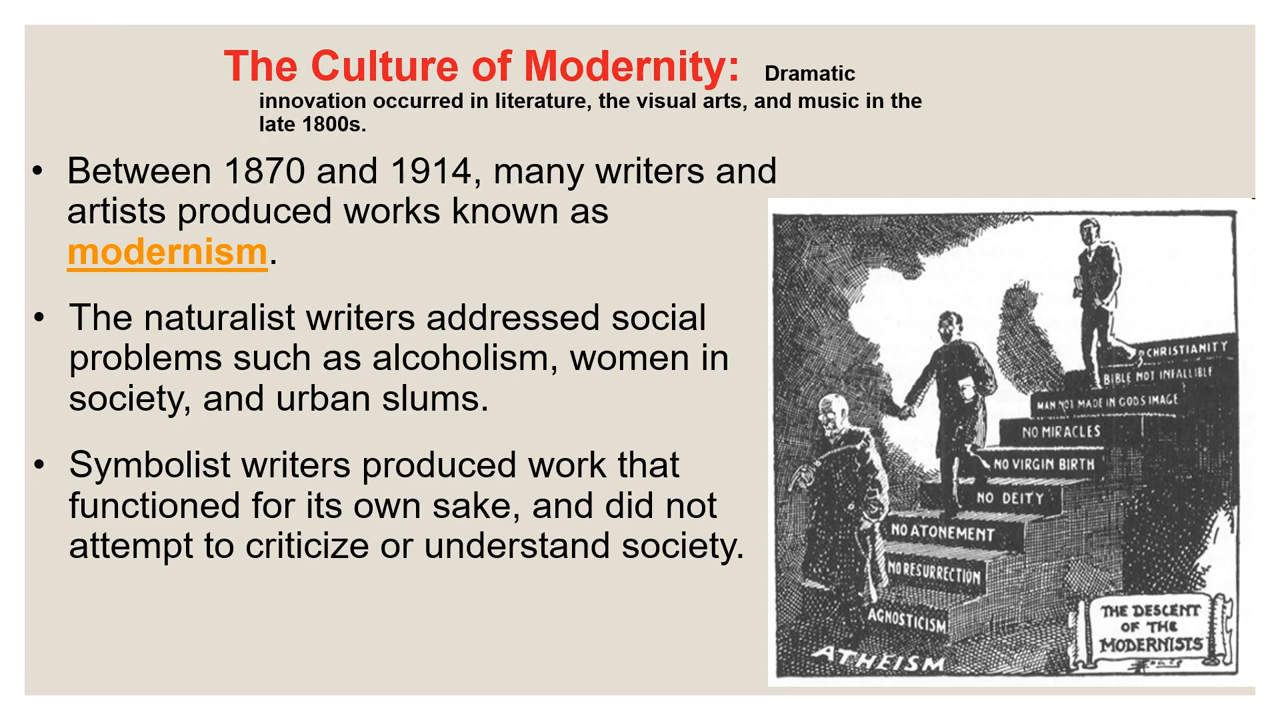 The Culture of Modernity: Dramatic
innovation occurred in literature, the visual arts, and music in the
late 1800s.
• Between 1870 and 1914, many writers and
artists produced works known as
modernism.
• The naturalist writers addressed social
problems such as alcoholism, women in
society, and urban slums.
• Symbolist writers produced work that
functioned for its own sake, and did not
attempt to criticize or understand society.
CHRISTIANITY
BIBLE NOT INFALLIBLE
MAN NOT MADE IN GODS IMAGE
NO MIRACLES
NO VIRGIN BIRTH
NO DEITY
NO ATONEMENT
NO RESURRECTION
AGNOSTICISM
ATHEISM
THE DESCENT
OF THE
MODERNISTS